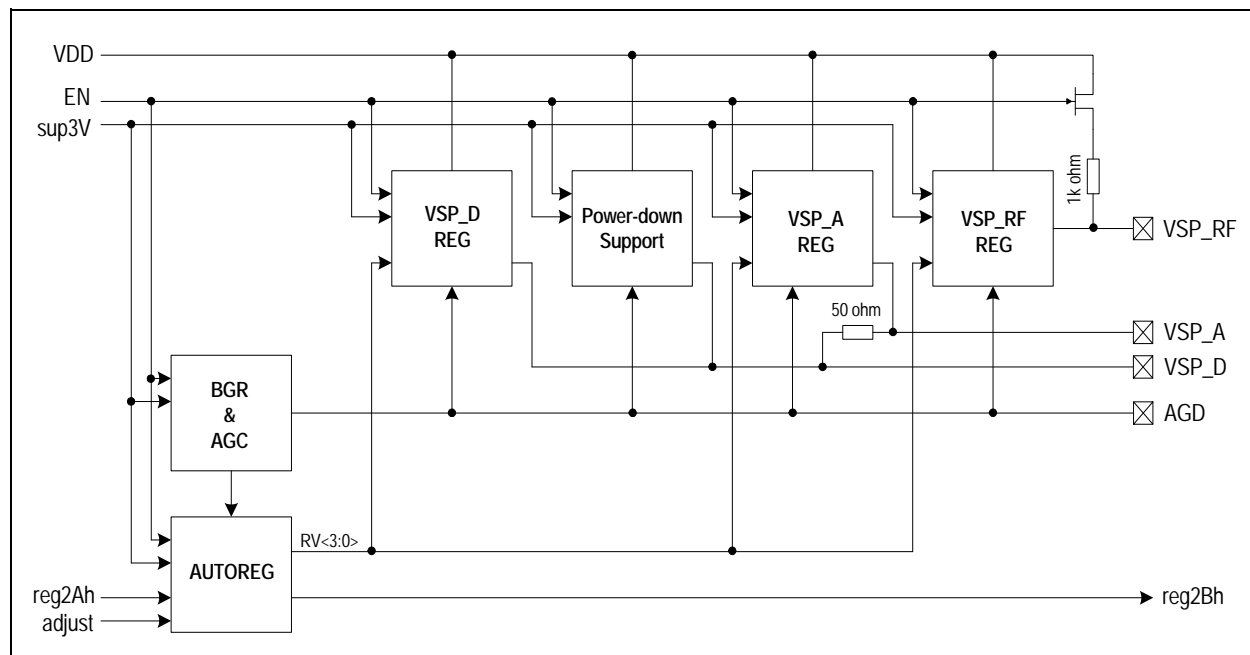 VDD
EN
sup3V
VSP_D
REG
Power-down
Support
VSP_A
REG
VSP_RF
REG
1k ohm
VSP_RF
50 ohm
VSP_A
VSP_D
BGR
&
AGC
AGD
RV<3:0>
AUTOREG
reg2Ah
adjust
reg2Bh